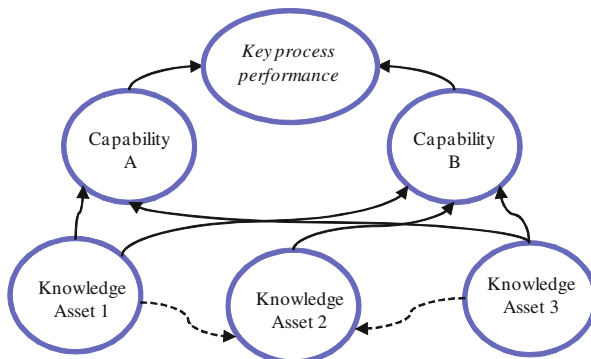 Key process
performance
Capability
A
Capability
B
Knowledge
Asset 1
Knowledge
Asset 2
Knowledge
Asset 3